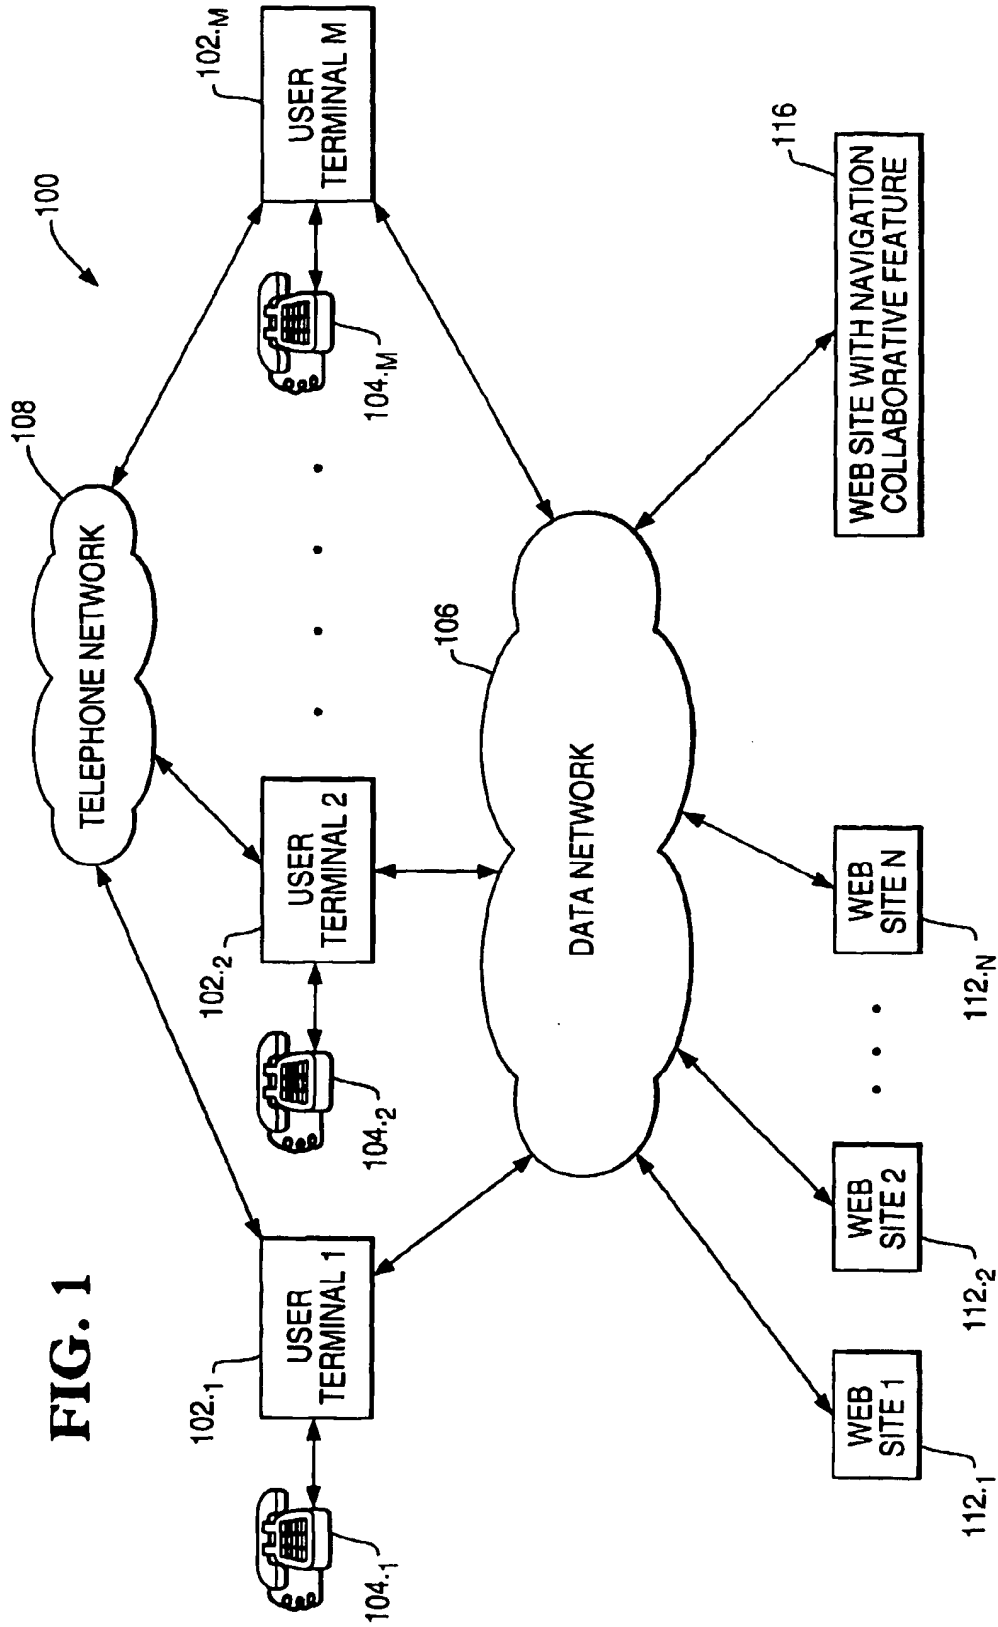 FIG. 1
100
108
TELEPHONE NETWORK
102.1
USER
TERMINAL 1
104.1
102.2
USER
TERMINAL 2
104.2
102.M
USER
TERMINAL M
104.M
106
DATA NETWORK
WEB
SITE 1
112.1
WEB
SITE 2
112.2
WEB
SITE N
112.N
116
WEB SITE WITH NAVIGATION
COLLABORATIVE FEATURE